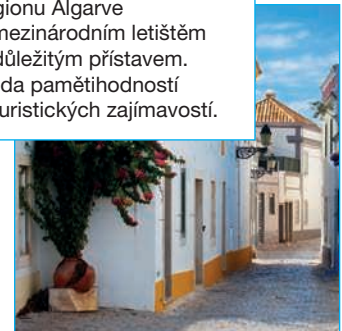 gionu Algarve
mezinárodním letištěm
důležitým přístavem.
da pamětihodností
uristických zajímavostí.